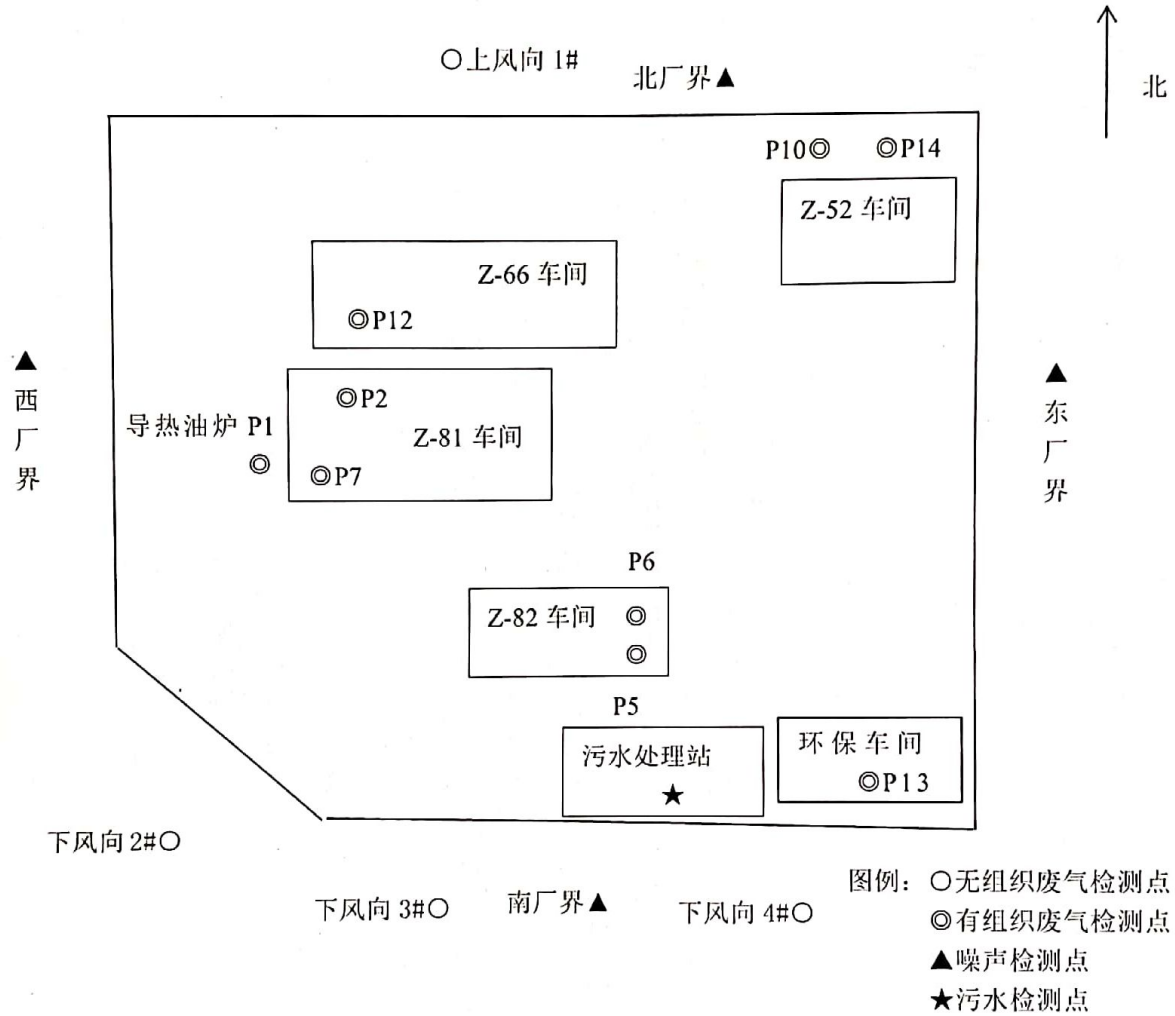 ○上风向 1#
北厂界▲
北
P10◎ ◎P14
Z-52 车间
Z-66 车间
◎P12
▲
西
厂
界
▲
东
厂
界
导热油炉 P1
◎
◎P2
Z-81 车间
◎P7
P6
Z-82 车间 ◎
◎
P5
污水处理站
★
环保车间
◎P13
下风向 2#○
下风向 3#○
南厂界▲
下风向 4#○
图例：○无组织废气检测点
◎有组织废气检测点
▲噪声检测点
★污水检测点